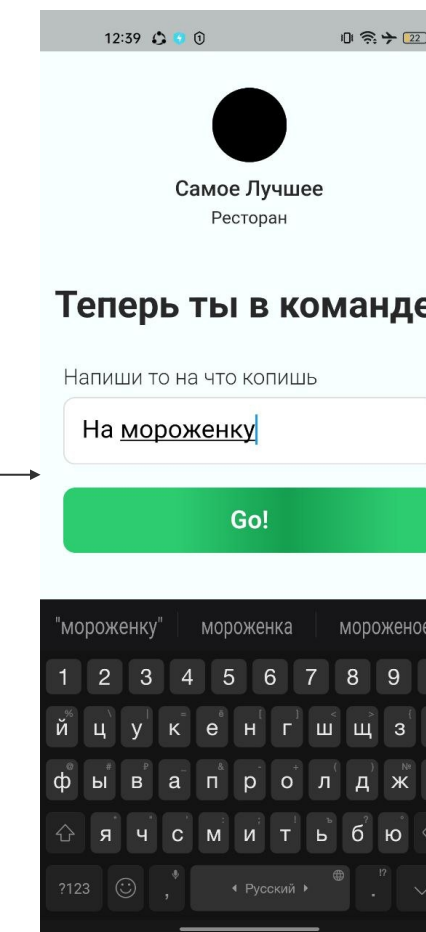 12:39
22
Самое Лучшее
Ресторан
Теперь ты в команде
Напиши то на что копишь
На мороженку
Go!
"мороженку" мороженка мороженое
1 2 3 4 5 6 7 8 9
й ц у к е н г ш щ з
ф ы в а п р о л д ж
я ч с м и т ь б ю
?123 , Русский .